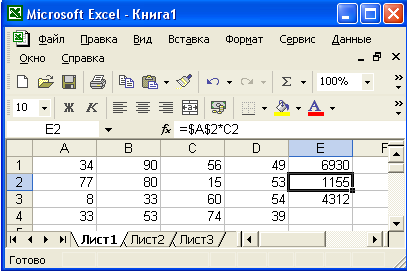 Microsoft Excel - Книга1
Файл Правка Вид Вставка Формат Сервис Данные
Окно Справка
100%
10 Ж К
E2 fx =$A$2*C2
A B C D E F
1 34 90 56 49 6930
2 77 80 15 53 1155
3 8 33 60 54 4312
4 33 53 74 39
Лист1 Лист2 Лист3
Готово